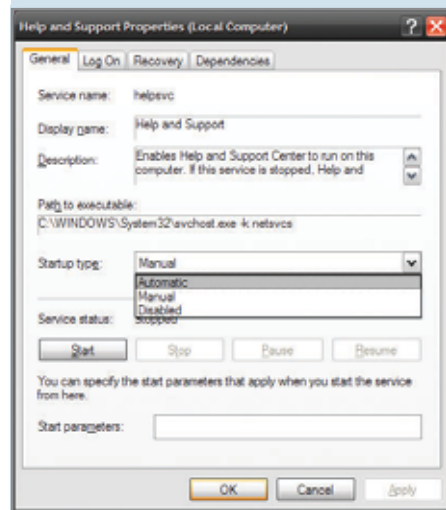 Help and Support Properties (Local Computer)
General Log On Recovery Dependencies
Service name: helpsvc
Display name: Help and Support
Description: Enables Help and Support Center to run on this
computer. If this service is stopped, Help and
Path to executable:
C:\WINDOWS\System32\svchost.exe -k netsvcs
Startup type: Manual
Automatic
Manual
Disabled
Service status: Stopped
Start Stop Pause Resume
You can specify the start parameters that apply when you start the service
from here.
Start parameters:
OK Cancel Apply